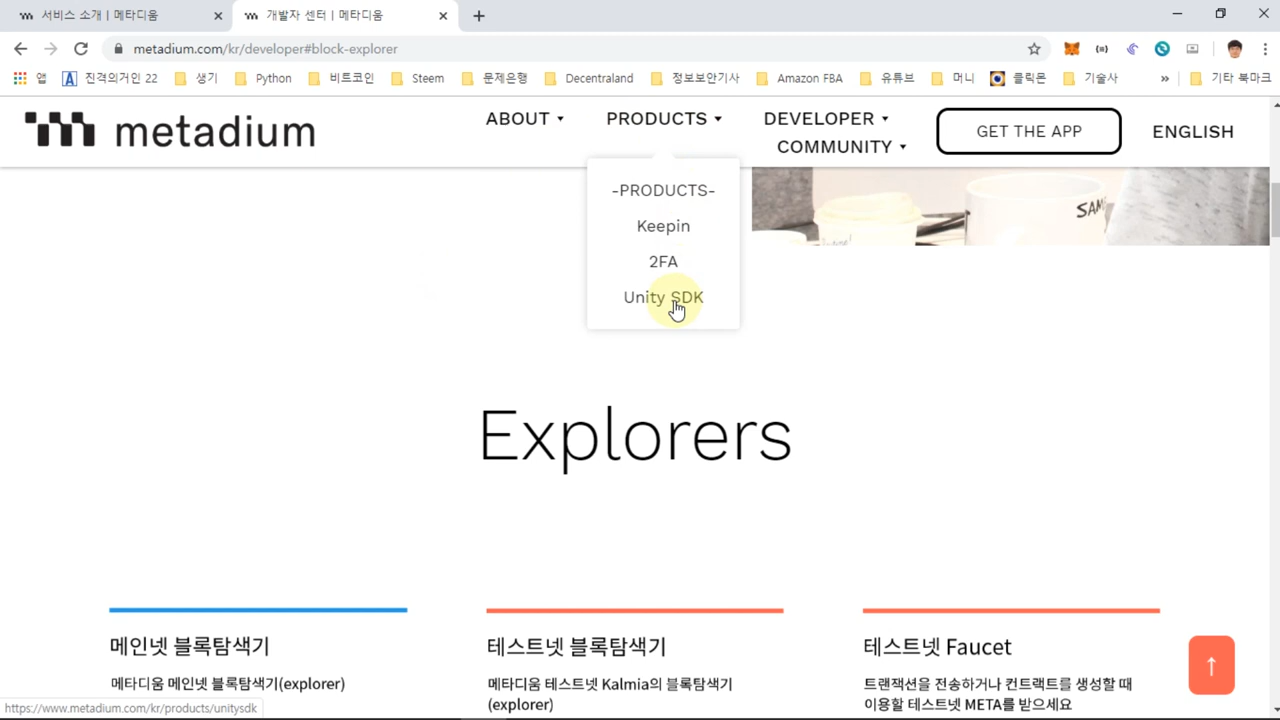 서비스 소개 | 메타디움
개발자 센터 | 메타디움
metadium.com/kr/developer#block-explorer
앱
진격의거인 22
생기
Python
비트코인
Steem
문제은행
Decentraland
정보보안기사
Amazon FBA
유튜브
머니
클릭몬
기술사
»
기타 북마크
metadium
ABOUT
PRODUCTS
DEVELOPER
COMMUNITY
GET THE APP
ENGLISH
-PRODUCTS-
Keepin
2FA
Unity SDK
Explorers
메인넷 블록탐색기
메타디움 메인넷 블록탐색기(explorer)
테스트넷 블록탐색기
메타디움 테스트넷 Kalmia의 블록탐색기
(explorer)
테스트넷 Faucet
트랜잭션을 전송하거나 컨트랙트를 생성할 때
이용할 테스트넷 META를 받으세요
https://www.metadium.com/kr/products/unitysdk